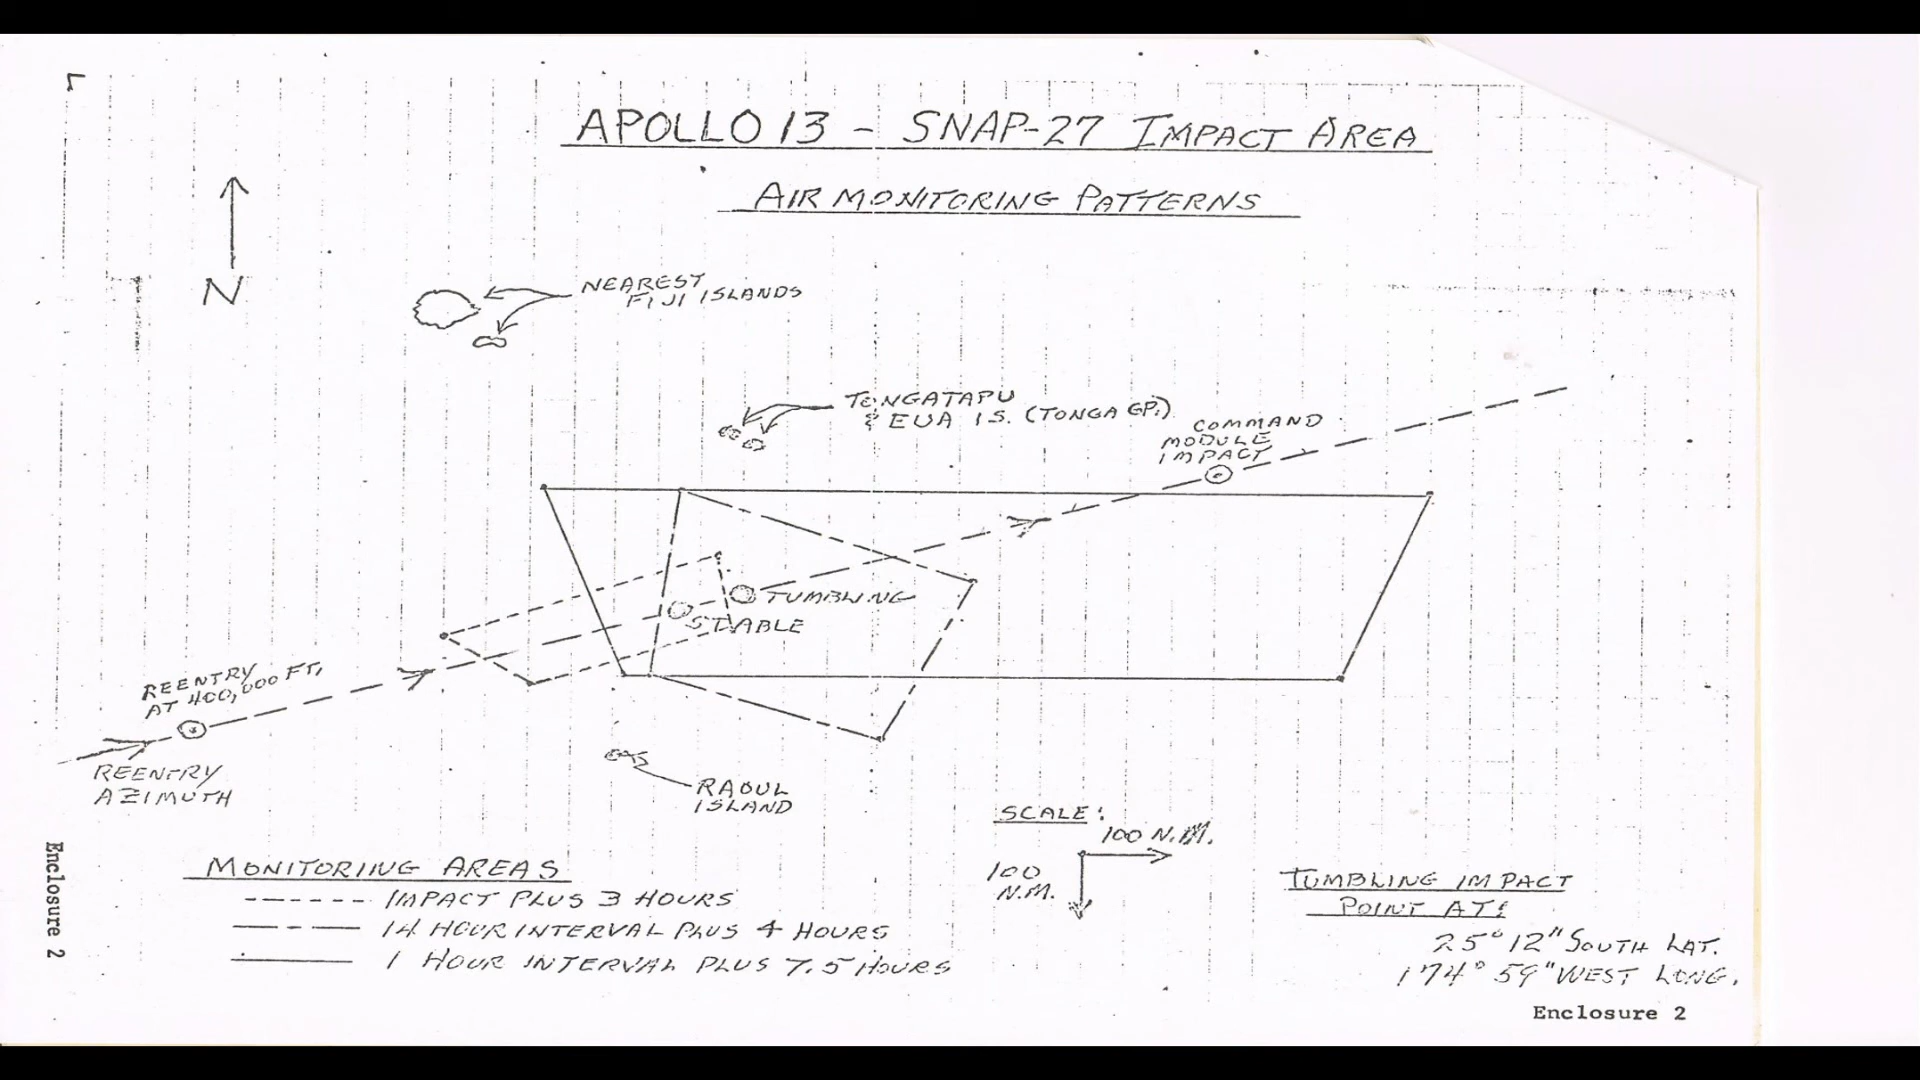 APOLLO 13 - SNAP-27 IMPACT AREA
AIR MONITORING PATTERNS
N
NEAREST
FIJI ISLANDS
TONGATAPU
& EUA IS. (TONGA GP.)
COMMAND
MODULE
IMPACT
TUMBLING
STABLE
REENTRY
AT 400,000 FT.
REENTRY
AZIMUTH
RAOUL
ISLAND
SCALE:
100 N.M.
100
N.M.
MONITORING AREAS
IMPACT PLUS 3 HOURS
HOUR INTERVAL PLUS 4 HOURS
1 HOUR INTERVAL PLUS 7.5 HOURS
TUMBLING IMPACT
POINT AT:
25° 12" SOUTH LAT.
174° 59" WEST LONG.
Enclosure 2
Enclosure 2